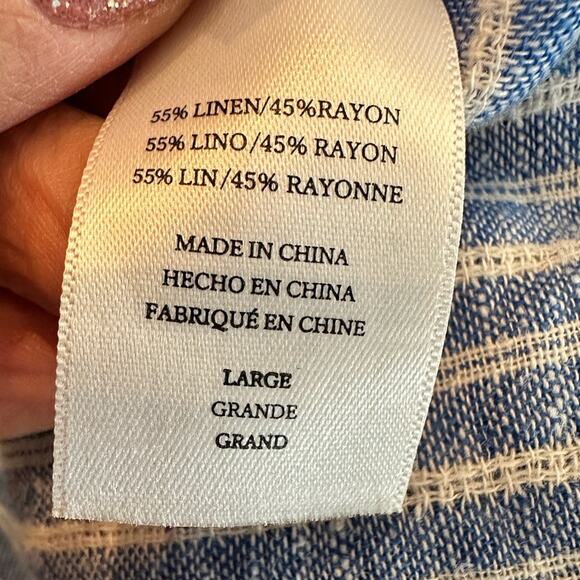 55% LINEN/45%RAYON
55% LINO/45% RAYON
55% LIN/45% RAYONNE
MADE IN CHINA
HECHO EN CHINA
FABRIQUÉ EN CHINE
LARGE
GRANDE
GRAND